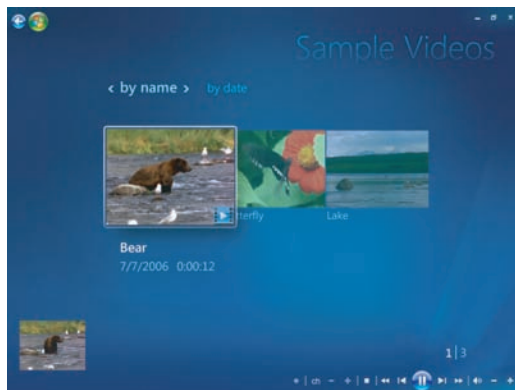 Sample Videos
‹ by name › by date
tterfly Lake
Bear
7/7/2006 0:00:12
1|3
ch